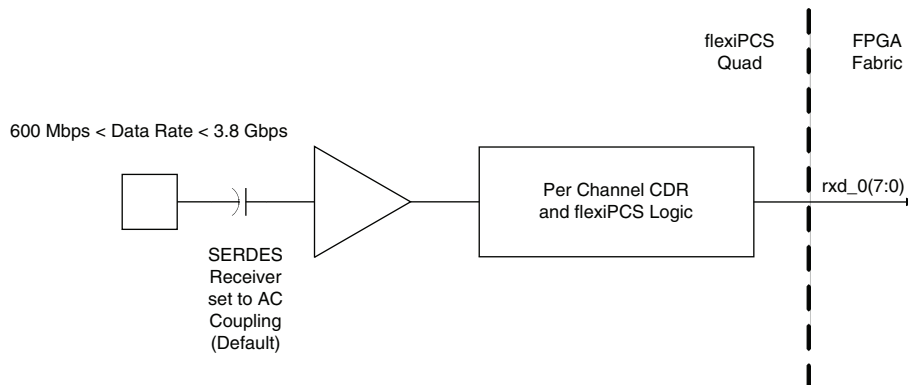 flexiPCS
Quad
FPGA
Fabric
600 Mbps < Data Rate < 3.8 Gbps
Per Channel CDR
and flexiPCS Logic
rxd_0(7:0)
SERDES
Receiver
set to AC
Coupling
(Default)